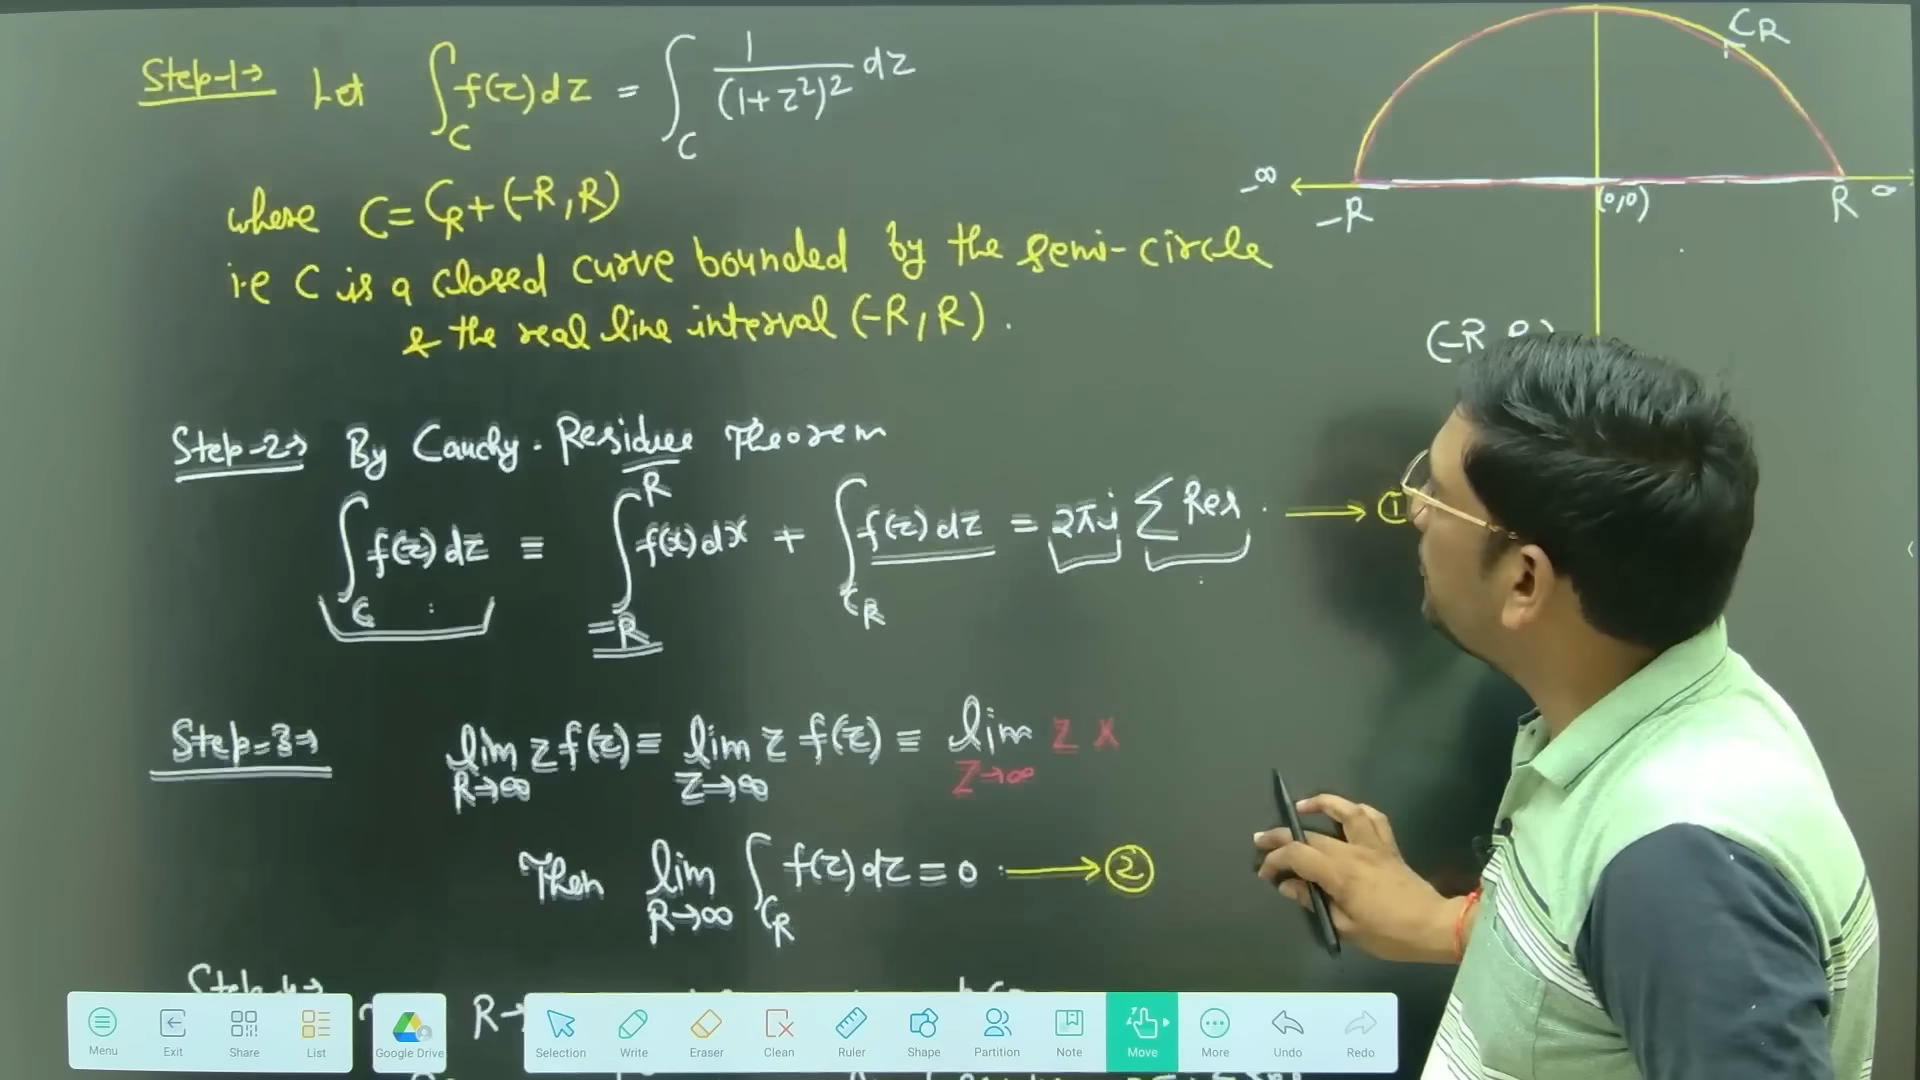 Step-1→ Let ∫_C f(z)dz = ∫_C 1/(1+z²)² dz
where C = C_R + (-R, R)
i.e C is a closed curve bounded by the semi-circle
& the real line interval (-R, R).
Step-2→ By Cauchy-Residue Theorem
∫_C f(z)dz = ∫_{-R}^{R} f(x)dx + ∫_{C_R} f(z)dz = 2πi ∑ Res. → ①
Step-3→ lim_{R→∞} z f(z) = lim_{z→∞} z f(z) = lim_{z→∞} z ×
Then lim_{R→∞} ∫_{C_R} f(z)dz = 0 → ②
Step-4→
R→
C_R
-∞ -R (0,0) R ∞
(-R
Menu Exit Share List Google Drive Selection Write Eraser Clean Ruler Shape Partition Note Move More Undo Redo